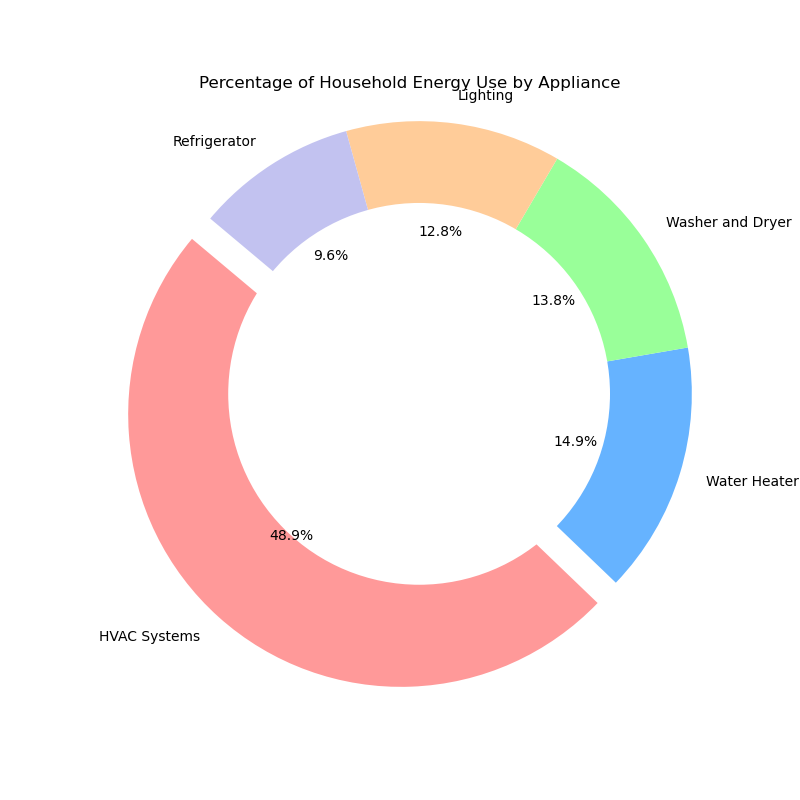 Percentage of Household Energy Use by Appliance
Lighting
Refrigerator
Washer and Dryer
12.8%
9.6%
13.8%
14.9%
Water Heater
48.9%
HVAC Systems